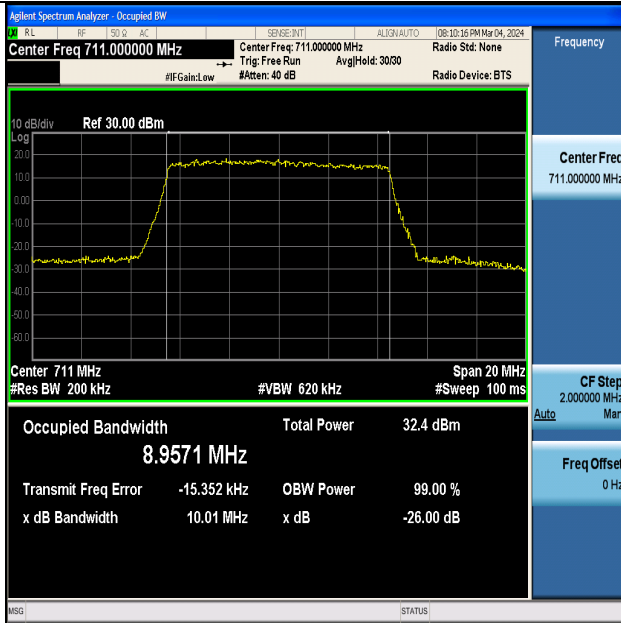 Agilent Spectrum Analyzer - Occupied BW
RL RF 50 Ω AC SENSE:INT ALIGNAUTO 08:10:16 PM Mar 04, 2024
Center Freq 711.000000 MHz Center Freq: 711.000000 MHz Radio Std: None
Trig: Free Run Avg|Hold: 30/30
#IFGain:Low #Atten: 40 dB Radio Device: BTS
10 dB/div Ref 30.00 dBm
Log
20.0
10.0
0.00
-10.0
-20.0
-30.0
-40.0
-50.0
-60.0
Center 711 MHz Span 20 MHz
#Res BW 200 kHz #VBW 620 kHz #Sweep 100 ms
Occupied Bandwidth Total Power 32.4 dBm
8.9571 MHz
Transmit Freq Error -15.352 kHz OBW Power 99.00 %
x dB Bandwidth 10.01 MHz x dB -26.00 dB
MSG STATUS
Frequency
Center Freq
711.000000 MHz
CF Step
2.000000 MHz
Auto Man
Freq Offset
0 Hz